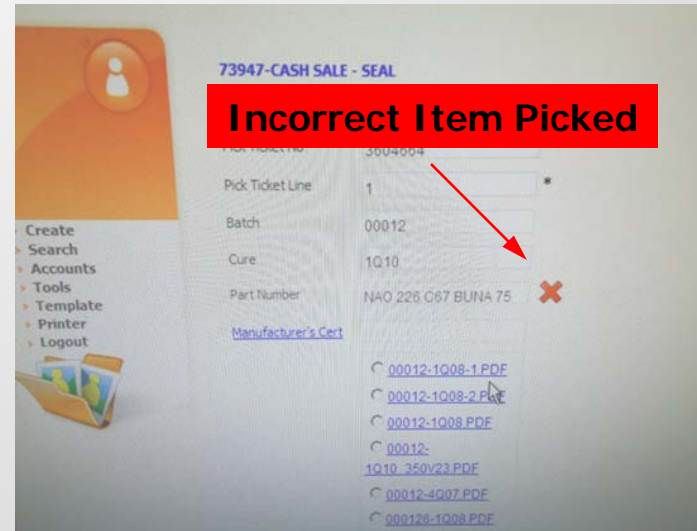 73947-CASH SALE - SEAL
Incorrect Item Picked
3604664
Pick Ticket Line 1 *
Batch 00012
Cure 1Q10
Part Number NAO 226 C67 BUNA 75
Manufacturer's Cert
Create
Search
Accounts
Tools
Template
Printer
Logout
00012-1Q08-1.PDF
00012-1Q08-2.PDF
00012-1Q08.PDF
00012-
1Q10_350V23.PDF
00012-4Q07.PDF
000126-1Q08.PDF